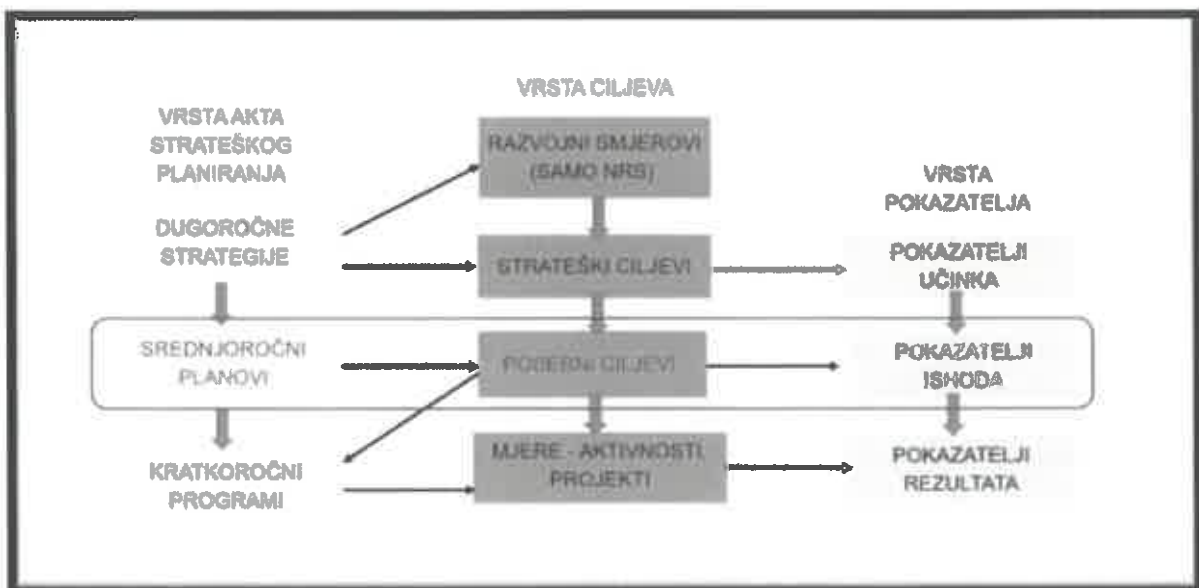 VRSTA AKTA
STRATEŠKOG
PLANIRANJA
DUGOROČNE
STRATEGIJE
SREDNJOROČNI
PLANOVI
KRATKOROČNI
PROGRAMI
VRSTA CILJEVA
RAZVOJNI SMJEROVI
(SAMO NRS)
STRATEŠKI CILJEVI
POSEBNI CILJEVI
MJERE - AKTIVNOSTI
PROJEKTI
VRSTA
POKAZATELJA
POKAZATELJI
UČINKA
POKAZATELJI
ISHODA
POKAZATELJI
REZULTATA